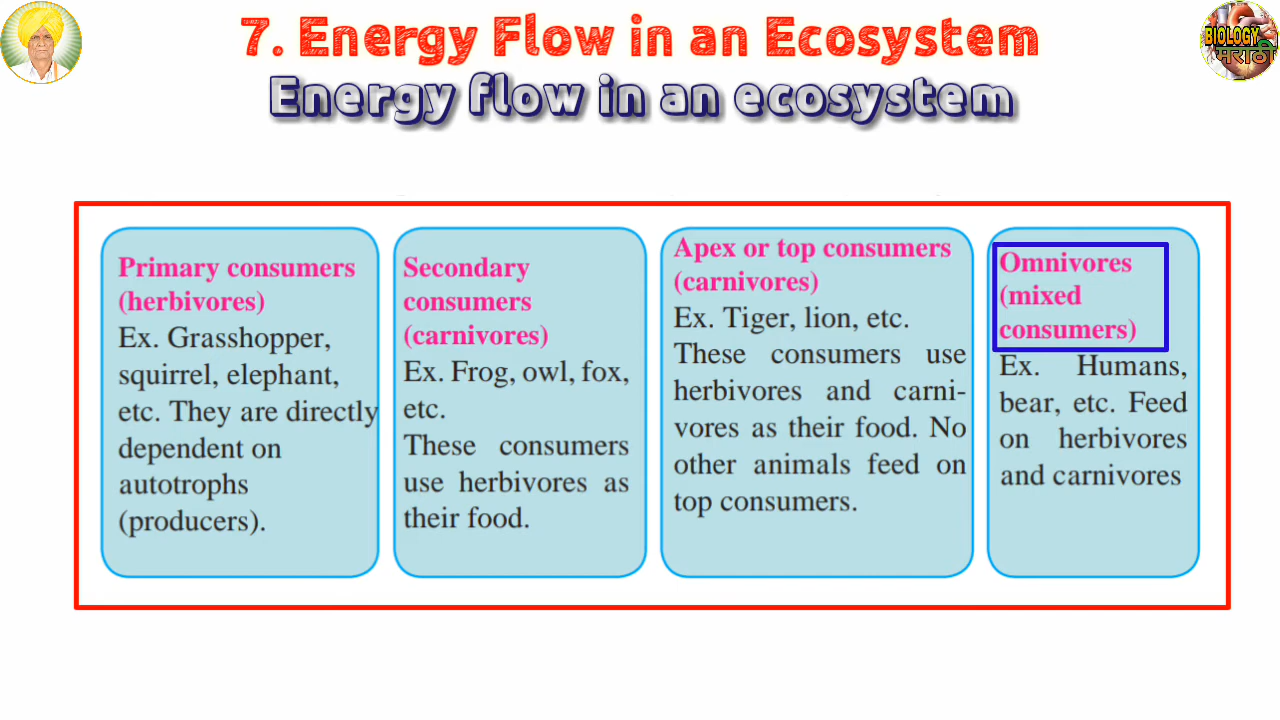 7. Energy Flow in an Ecosystem
Energy flow in an ecosystem
BIOLOGY
मराठी
Primary consumers
(herbivores)
Ex. Grasshopper,
squirrel, elephant,
etc. They are directly
dependent on
autotrophs
(producers).
Secondary
consumers
(carnivores)
Ex. Frog, owl, fox,
etc.
These consumers
use herbivores as
their food.
Apex or top consumers
(carnivores)
Ex. Tiger, lion, etc.
These consumers use
herbivores and carni-
vores as their food. No
other animals feed on
top consumers.
Omnivores
(mixed
consumers)
Ex. Humans,
bear, etc. Feed
on herbivores
and carnivores